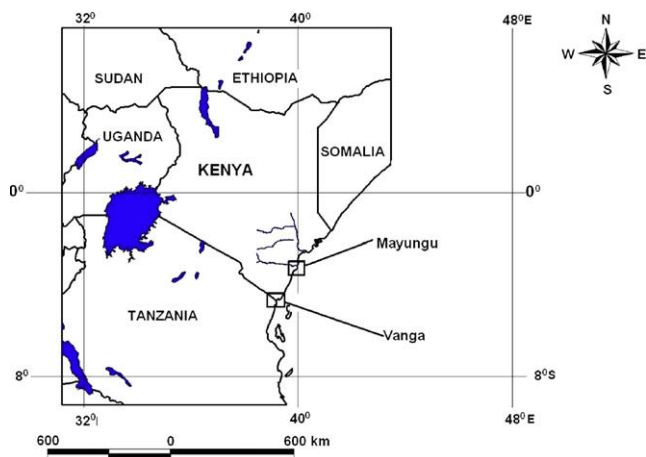 32⁰ 40⁰ 48⁰E
N
W E
S
SUDAN ETHIOPIA
UGANDA
KENYA SOMALIA
0⁰ 0⁰
Mayungu
TANZANIA
Vanga
8⁰ 8⁰S
32⁰ 40⁰ 48⁰E
600 0 600 km